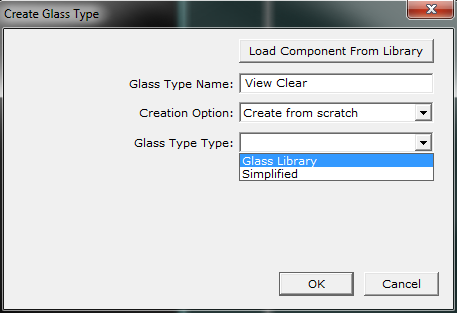 Create Glass Type
Load Component From Library
Glass Type Name: View Clear
Creation Option: Create from scratch
Glass Type Type:
Glass Library
Simplified
OK Cancel